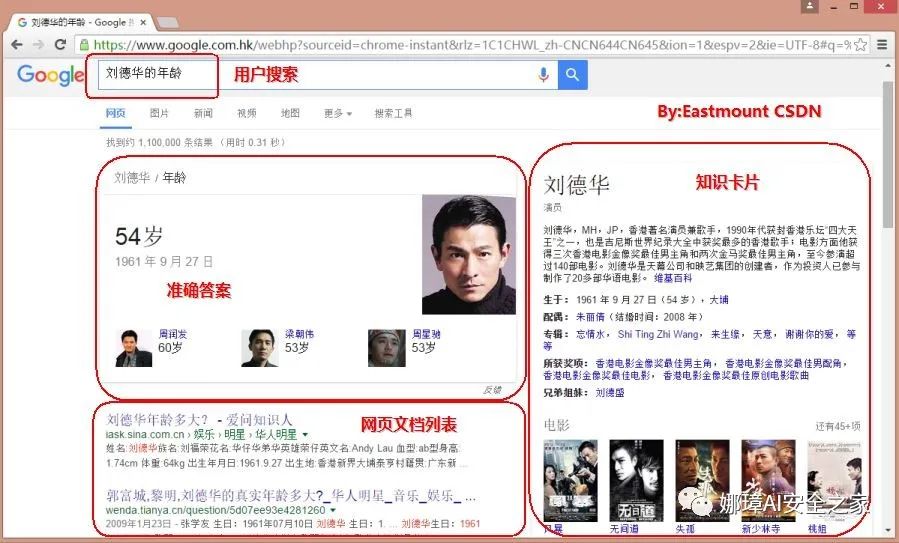 刘德华的年龄 - Google
https://www.google.com.hk/webhp?sourceid=chrome-instant&rlz=1C1CHWL_zh-CNCN644CN645&ion=1&espv=2&ie=UTF-8#q=%
Google
刘德华的年龄
用户搜索
网页 图片 新闻 视频 地图 更多 搜索工具
By:Eastmount CSDN
找到约 1,100,000 条结果 (用时 0.31 秒)
刘德华 / 年龄
54岁
1961 年 9 月 27 日
准确答案
周润发
60岁
梁朝伟
53岁
周星驰
53岁
反馈
网页文档列表
刘德华年龄多大? - 爱问知识人
iask.sina.com.cn › 娱乐 › 明星 › 华人明星
姓名:刘德华族名:刘福荣花名:华仔华弟华英雄荣仔英文名:Andy Lau 血型:ab型身高:
1.74cm 体重:64kg 出生年月日:1961.9.27 出生地:香港新界大埔泰亨村籍贯:广东新 ...
郭富城,黎明,刘德华的真实年龄多大?_华人明星_音乐_娱乐_ ...
wenda.tianya.cn/question/5d07ee93e4281260
2009年1月23日 - 张学友 生日：1961年07月10日 刘德华 生日：1. ... 刘德华生日：1961
知识卡片
刘德华
演员
刘德华，MH，JP，香港著名演员兼歌手，1990年代获封香港乐坛“四大天
王”之一，也是吉尼斯世界纪录大全中获奖最多的香港歌手；电影方面他获
得三次香港电影金像奖最佳男主角和两次金马奖最佳男主角，至今参演超
过140部电影。刘德华是天幕公司和映艺集团的创建者，作为投资人已参与
制作了20多部华语电影。 维基百科
生于： 1961 年 9 月 27 日（54 岁），大埔
配偶： 朱丽倩（结婚时间：2008 年）
专辑： 忘情水， Shi Ting Zhi Wang， 来生缘， 天意， 谢谢你的爱， 等
等
所获奖项： 香港电影金像奖最佳男主角， 香港电影金像奖最佳男配角，
香港电影金像奖最佳电影， 香港电影金像奖最佳原创电影歌曲
兄弟姐妹： 刘德盛
电影
还有45+项
风暴 无间道 失孤 新少林寺 桃姐
娜璋AI安全之家